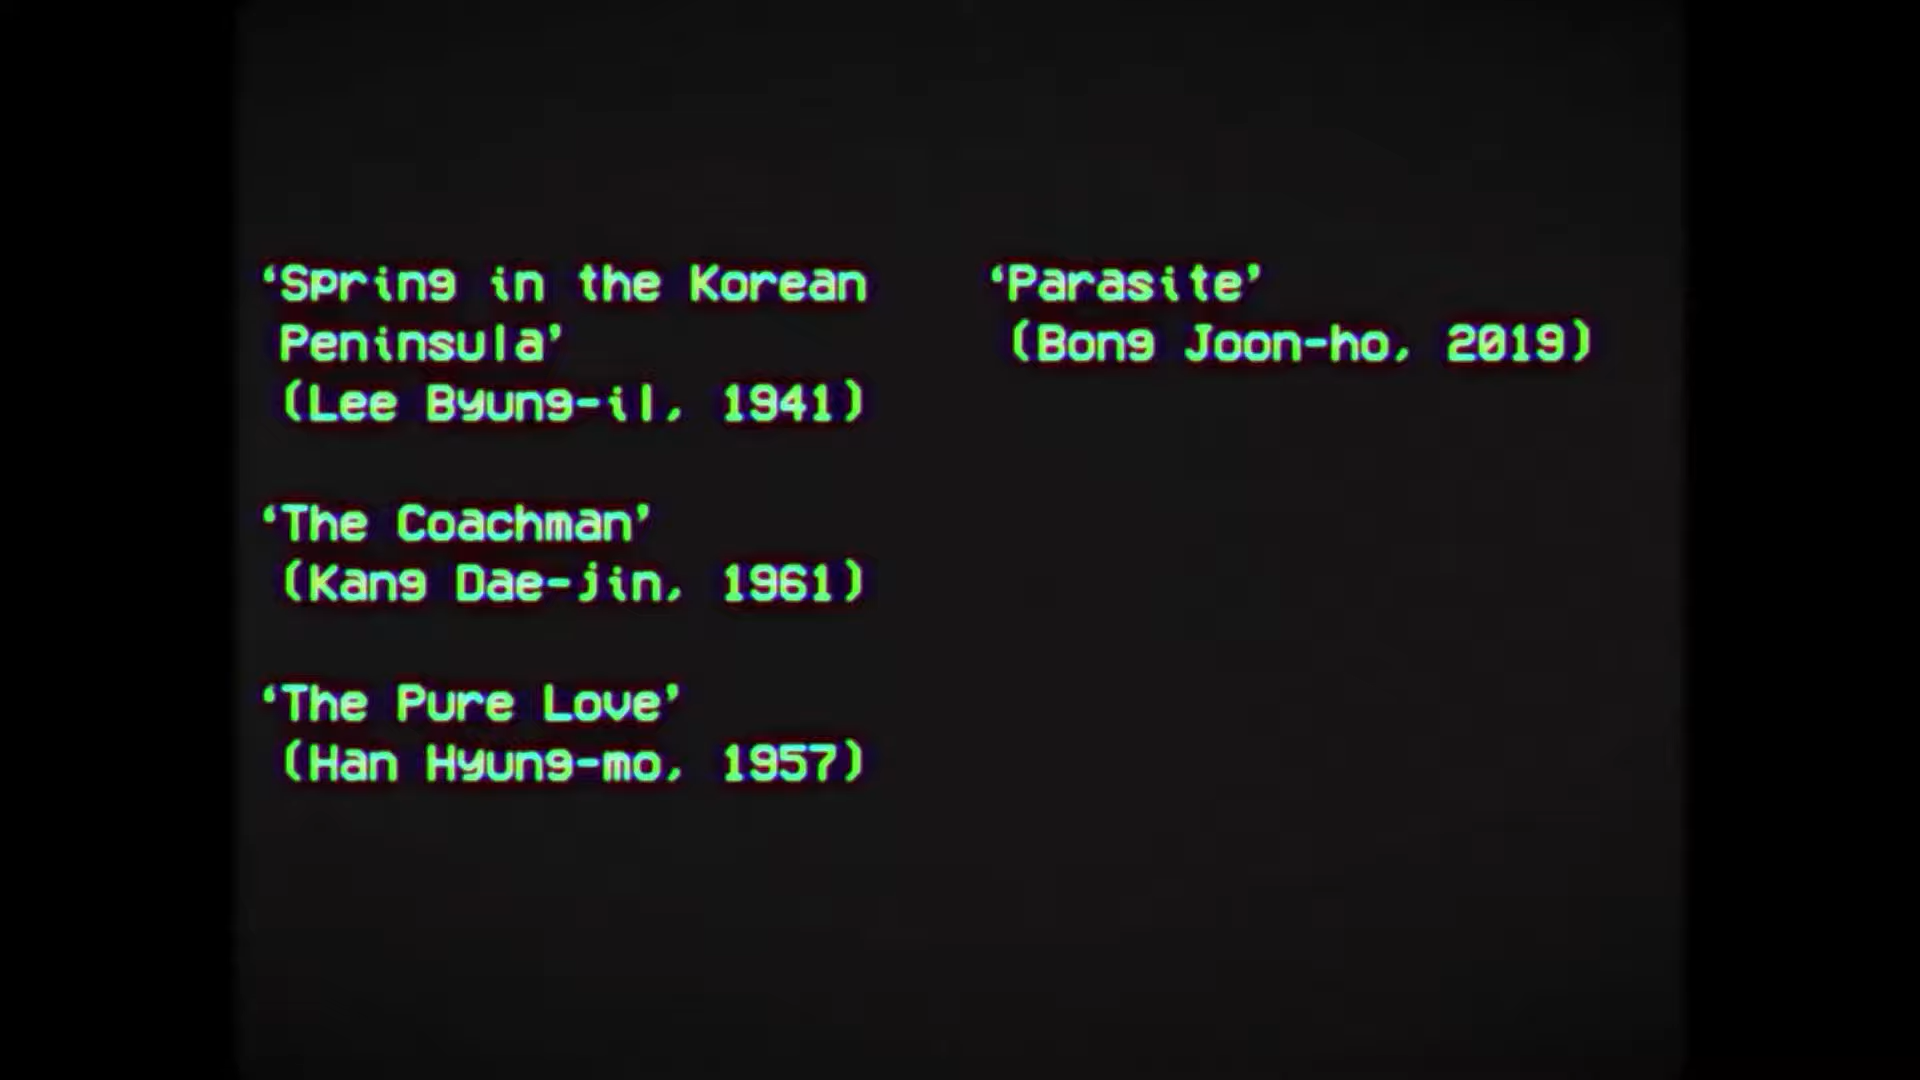 ‘Spring in the Korean
Peninsula’
(Lee Byung-il, 1941)
‘The Coachman’
(Kang Dae-jin, 1961)
‘The Pure Love’
(Han Hyung-mo, 1957)
‘Parasite’
(Bong Joon-ho, 2019)